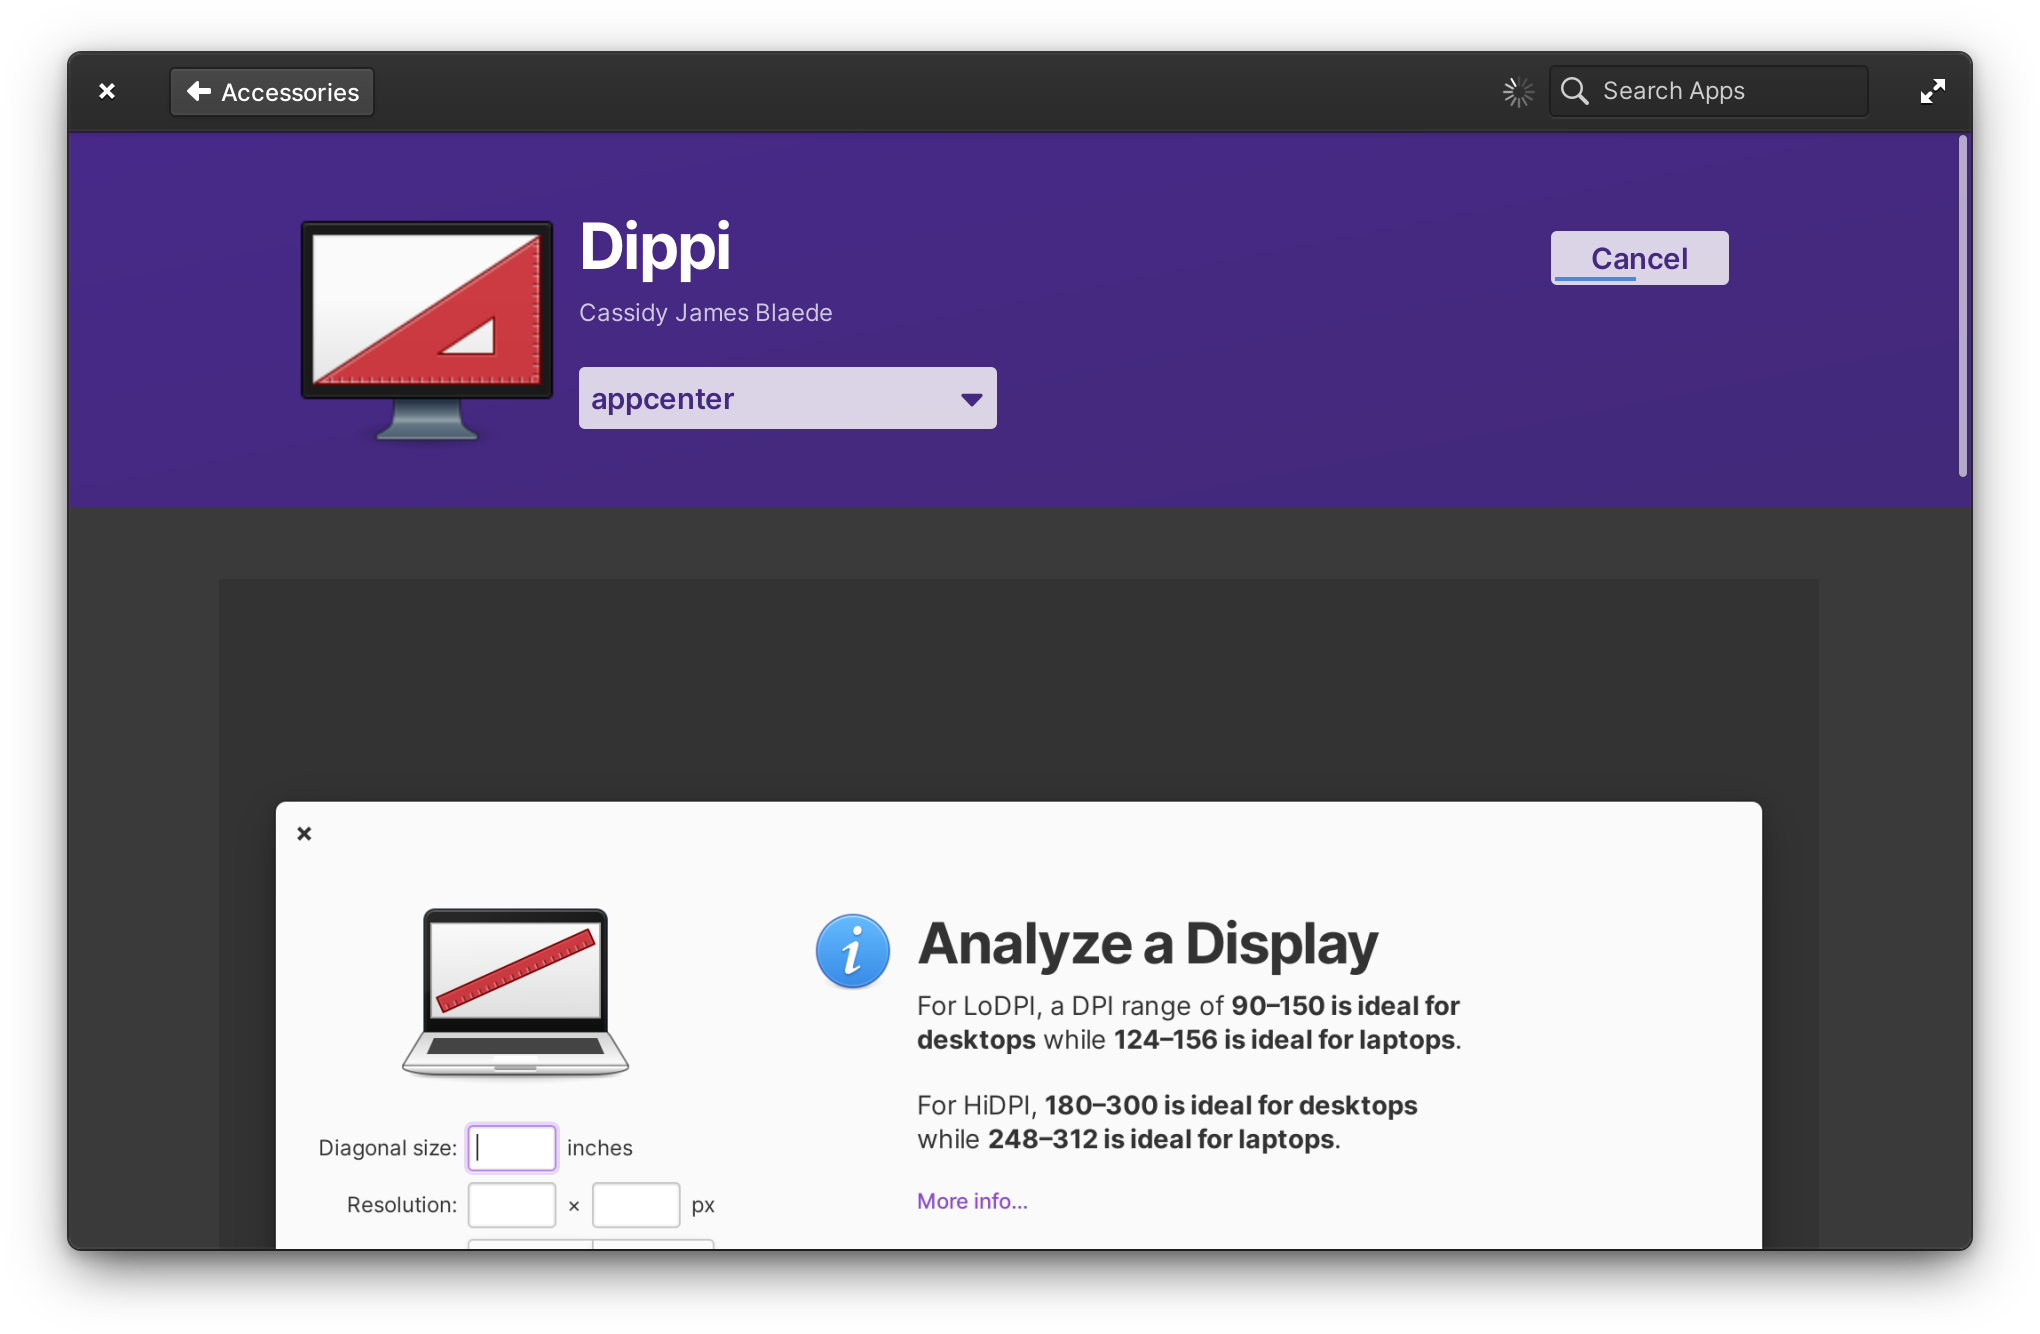 Accessories
Search Apps
Dippi
Cassidy James Blaede
Cancel
appcenter
Analyze a Display
For LoDPI, a DPI range of 90–150 is ideal for
desktops while 124–156 is ideal for laptops.
For HiDPI, 180–300 is ideal for desktops
while 248–312 is ideal for laptops.
More info...
Diagonal size: inches
Resolution: × px